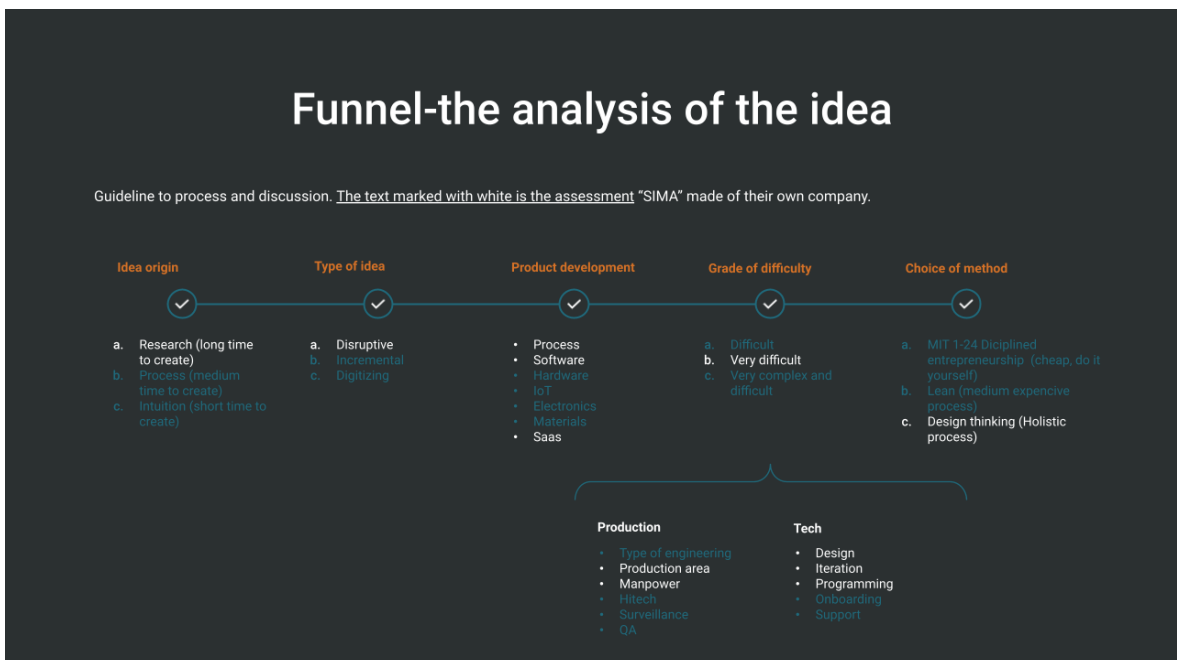 Funnel-the analysis of the idea
Guideline to process and discussion. The text marked with white is the assessment “SIMA” made of their own company.
Idea origin
a. Research (long time
to create)
b. Process (medium
time to create)
c. Intuition (short time to
create)
Type of idea
a. Disruptive
b. Incremental
c. Digitizing
Product development
• Process
• Software
• Hardware
• IoT
• Electronics
• Materials
• Saas
Grade of difficulty
a. Difficult
b. Very difficult
c. Very complex and
difficult
Choice of method
a. MIT 1-24 Diciplined
entrepreneurship (cheap, do it
yourself)
b. Lean (medium expencive
process)
c. Design thinking (Holistic
process)
Production
• Type of engineering
• Production area
• Manpower
• Hitech
• Surveillance
• QA
Tech
• Design
• Iteration
• Programming
• Onboarding
• Support